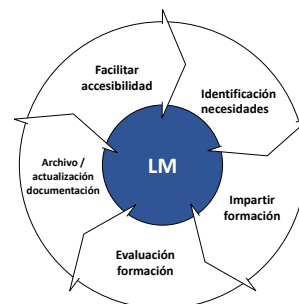 Facilitar
accesibilidad
Identificación
necesidades
LM
Archivo /
actualización
documentación
Impartir
formación
Evaluación
formación